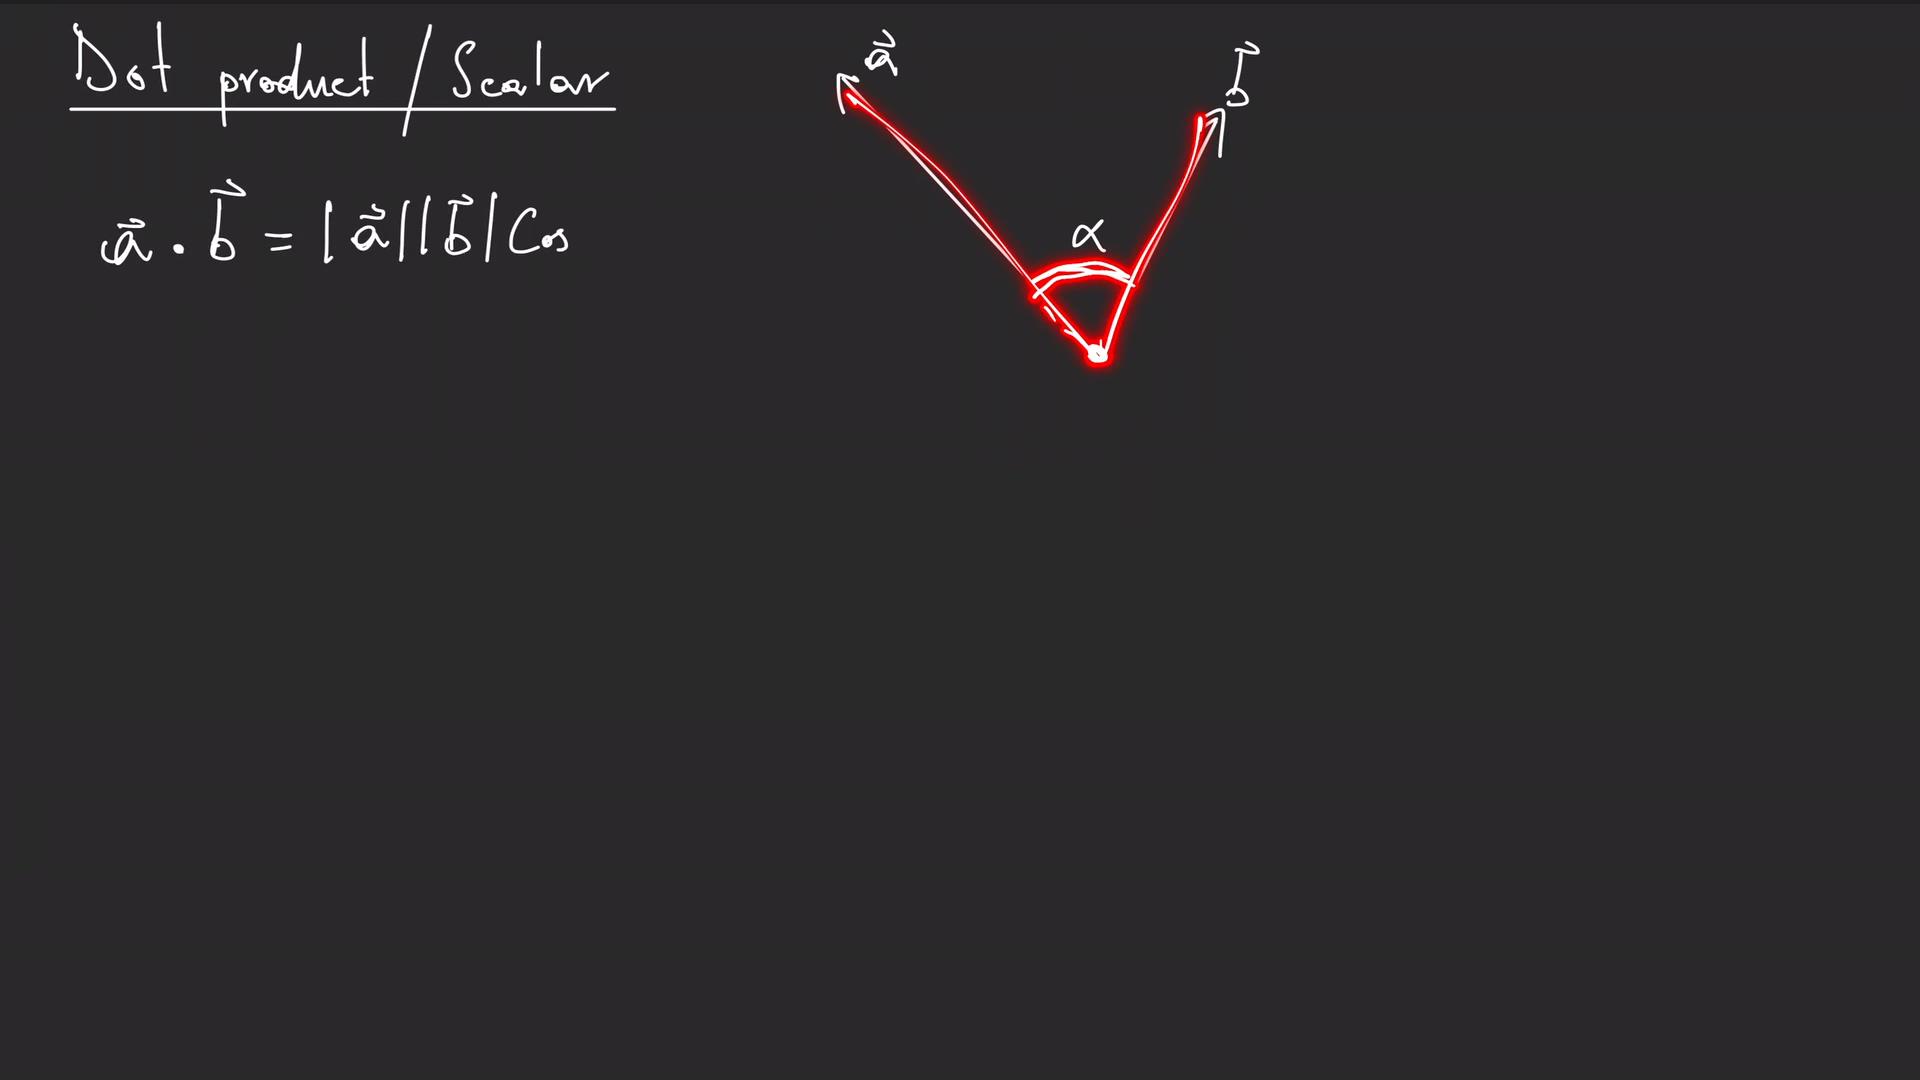 Dot product / Scalar
a⃗ · b⃗ = |a⃗||b⃗| Cos
a⃗
b⃗
α